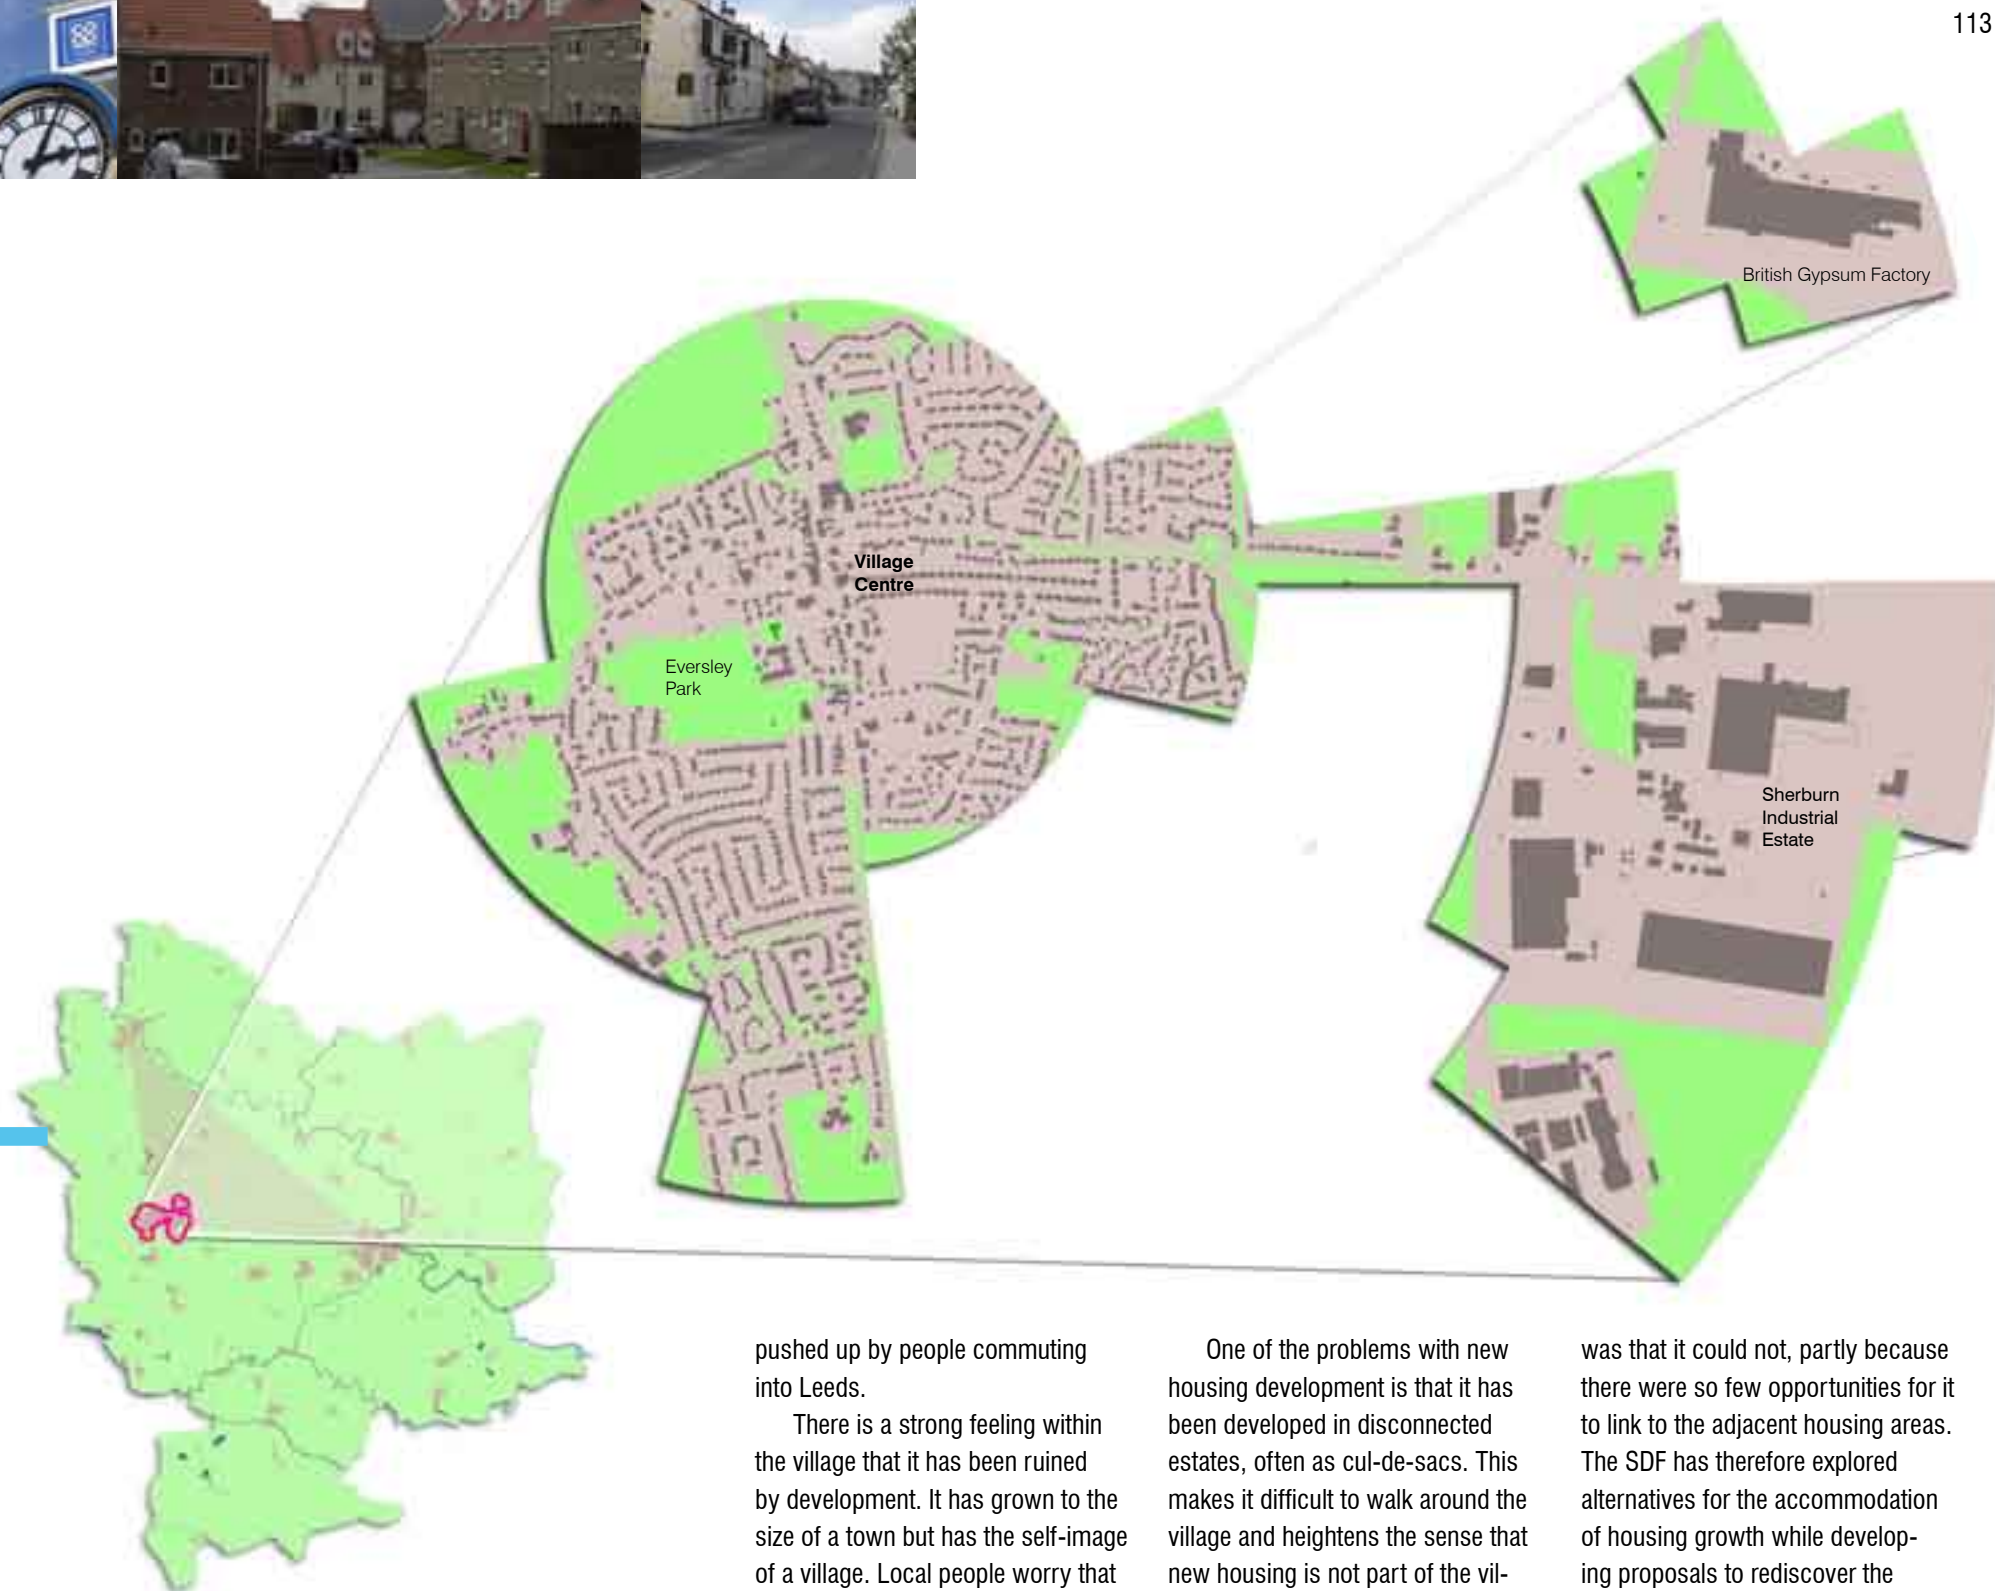 113
British Gypsum Factory
Village
Centre
Eversley
Park
Sherburn
Industrial
Estate
pushed up by people commuting
into Leeds.
There is a strong feeling within
the village that it has been ruined
by development. It has grown to the
size of a town but has the self-image
of a village. Local people worry that
One of the problems with new
housing development is that it has
been developed in disconnected
estates, often as cul-de-sacs. This
makes it difficult to walk around the
village and heightens the sense that
new housing is not part of the vil-
was that it could not, partly because
there were so few opportunities for it
to link to the adjacent housing areas.
The SDF has therefore explored
alternatives for the accommodation
of housing growth while develop-
ing proposals to rediscover the